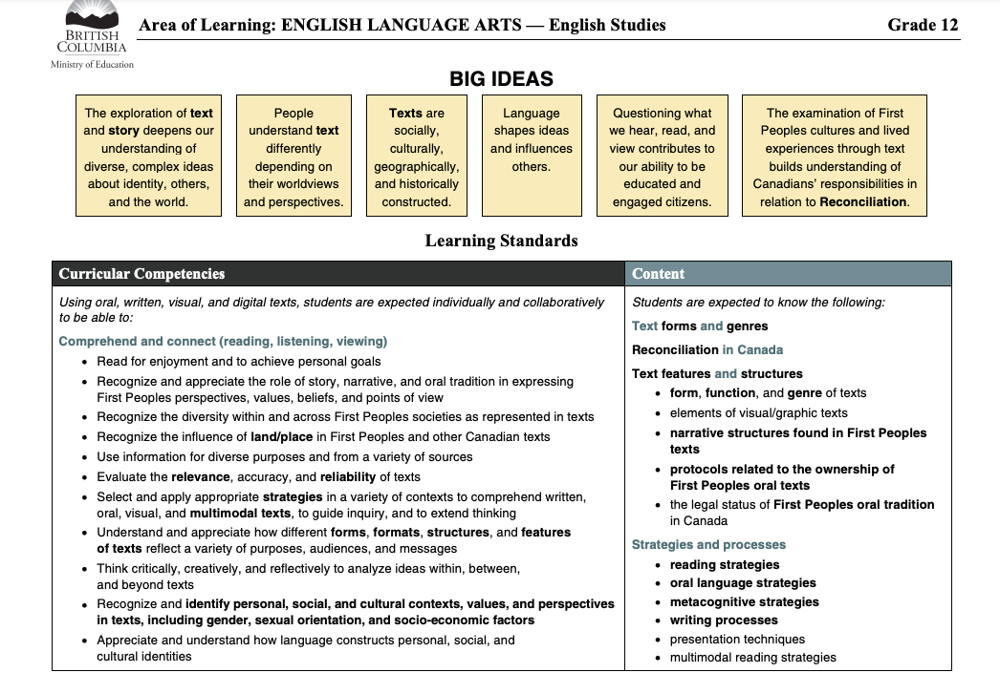 BRITISH
COLUMBIA
Ministry of Education
Area of Learning: ENGLISH LANGUAGE ARTS — English Studies
Grade 12
BIG IDEAS
The exploration of text
and story deepens our
understanding of
diverse, complex ideas
about identity, others,
and the world.
People
understand text
differently
depending on
their worldviews
and perspectives.
Texts are
socially,
culturally,
geographically,
and historically
constructed.
Language
shapes ideas
and influences
others.
Questioning what
we hear, read, and
view contributes to
our ability to be
educated and
engaged citizens.
The examination of First
Peoples cultures and lived
experiences through text
builds understanding of
Canadians’ responsibilities in
relation to Reconciliation.
Learning Standards
Curricular Competencies
Using oral, written, visual, and digital texts, students are expected individually and collaboratively
to be able to:
Comprehend and connect (reading, listening, viewing)
• Read for enjoyment and to achieve personal goals
• Recognize and appreciate the role of story, narrative, and oral tradition in expressing
First Peoples perspectives, values, beliefs, and points of view
• Recognize the diversity within and across First Peoples societies as represented in texts
• Recognize the influence of land/place in First Peoples and other Canadian texts
• Use information for diverse purposes and from a variety of sources
• Evaluate the relevance, accuracy, and reliability of texts
• Select and apply appropriate strategies in a variety of contexts to comprehend written,
oral, visual, and multimodal texts, to guide inquiry, and to extend thinking
• Understand and appreciate how different forms, formats, structures, and features
of texts reflect a variety of purposes, audiences, and messages
• Think critically, creatively, and reflectively to analyze ideas within, between,
and beyond texts
• Recognize and identify personal, social, and cultural contexts, values, and perspectives
in texts, including gender, sexual orientation, and socio-economic factors
• Appreciate and understand how language constructs personal, social, and
cultural identities
Content
Students are expected to know the following:
Text forms and genres
Reconciliation in Canada
Text features and structures
• form, function, and genre of texts
• elements of visual/graphic texts
• narrative structures found in First Peoples
texts
• protocols related to the ownership of
First Peoples oral texts
• the legal status of First Peoples oral tradition
in Canada
Strategies and processes
• reading strategies
• oral language strategies
• metacognitive strategies
• writing processes
• presentation techniques
• multimodal reading strategies